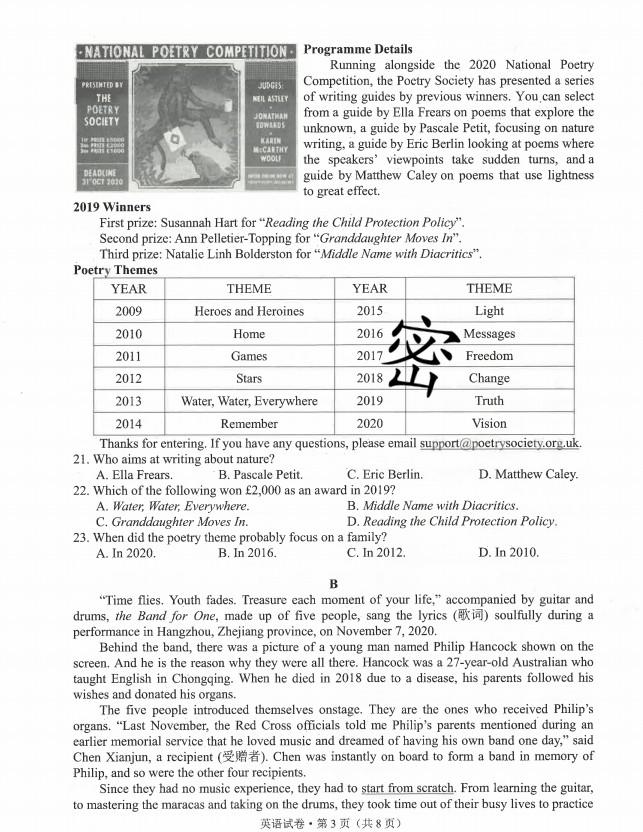 · NATIONAL POETRY COMPETITION ·
PRESENTED BY
THE
POETRY
SOCIETY
1ST PRIZE £5000
2ND PRIZE £2000
3RD PRIZE £1000
DEADLINE
31ST OCT 2020
JUDGES:
NEIL ASTLEY
JONATHAN
EDWARDS
KAREN
McCARTHY
WOOLF
Programme Details
Running alongside the 2020 National Poetry
Competition, the Poetry Society has presented a series
of writing guides by previous winners. You can select
from a guide by Ella Frears on poems that explore the
unknown, a guide by Pascale Petit, focusing on nature
writing, a guide by Eric Berlin looking at poems where
the speakers' viewpoints take sudden turns, and a
guide by Matthew Caley on poems that use lightness
to great effect.
2019 Winners
First prize: Susannah Hart for “Reading the Child Protection Policy”.
Second prize: Ann Pelletier-Topping for “Granddaughter Moves In”.
Third prize: Natalie Linh Bolderston for “Middle Name with Diacritics”.
Poetry Themes
YEAR THEME YEAR THEME
2009 Heroes and Heroines 2015 Light
2010 Home 2016 Messages
2011 Games 2017 Freedom
2012 Stars 2018 Change
2013 Water, Water, Everywhere 2019 Truth
2014 Remember 2020 Vision
密
Thanks for entering. If you have any questions, please email support@poetrysociety.org.uk.
21. Who aims at writing about nature?
A. Ella Frears. B. Pascale Petit. C. Eric Berlin. D. Matthew Caley.
22. Which of the following won £2,000 as an award in 2019?
A. Water, Water, Everywhere. B. Middle Name with Diacritics.
C. Granddaughter Moves In. D. Reading the Child Protection Policy.
23. When did the poetry theme probably focus on a family?
A. In 2020. B. In 2016. C. In 2012. D. In 2010.
B
“Time flies. Youth fades. Treasure each moment of your life,” accompanied by guitar and
drums, the Band for One, made up of five people, sang the lyrics (歌词) soulfully during a
performance in Hangzhou, Zhejiang province, on November 7, 2020.
Behind the band, there was a picture of a young man named Philip Hancock shown on the
screen. And he is the reason why they were all there. Hancock was a 27-year-old Australian who
taught English in Chongqing. When he died in 2018 due to a disease, his parents followed his
wishes and donated his organs.
The five people introduced themselves onstage. They are the ones who received Philip's
organs. “Last November, the Red Cross officials told me Philip's parents mentioned during an
earlier memorial service that he loved music and dreamed of having his own band one day,” said
Chen Xianjun, a recipient (受赠者). Chen was instantly on board to form a band in memory of
Philip, and so were the other four recipients.
Since they had no music experience, they had to start from scratch. From learning the guitar,
to mastering the maracas and taking on the drums, they took time out of their busy lives to practice
英语试卷·第3页（共8页）